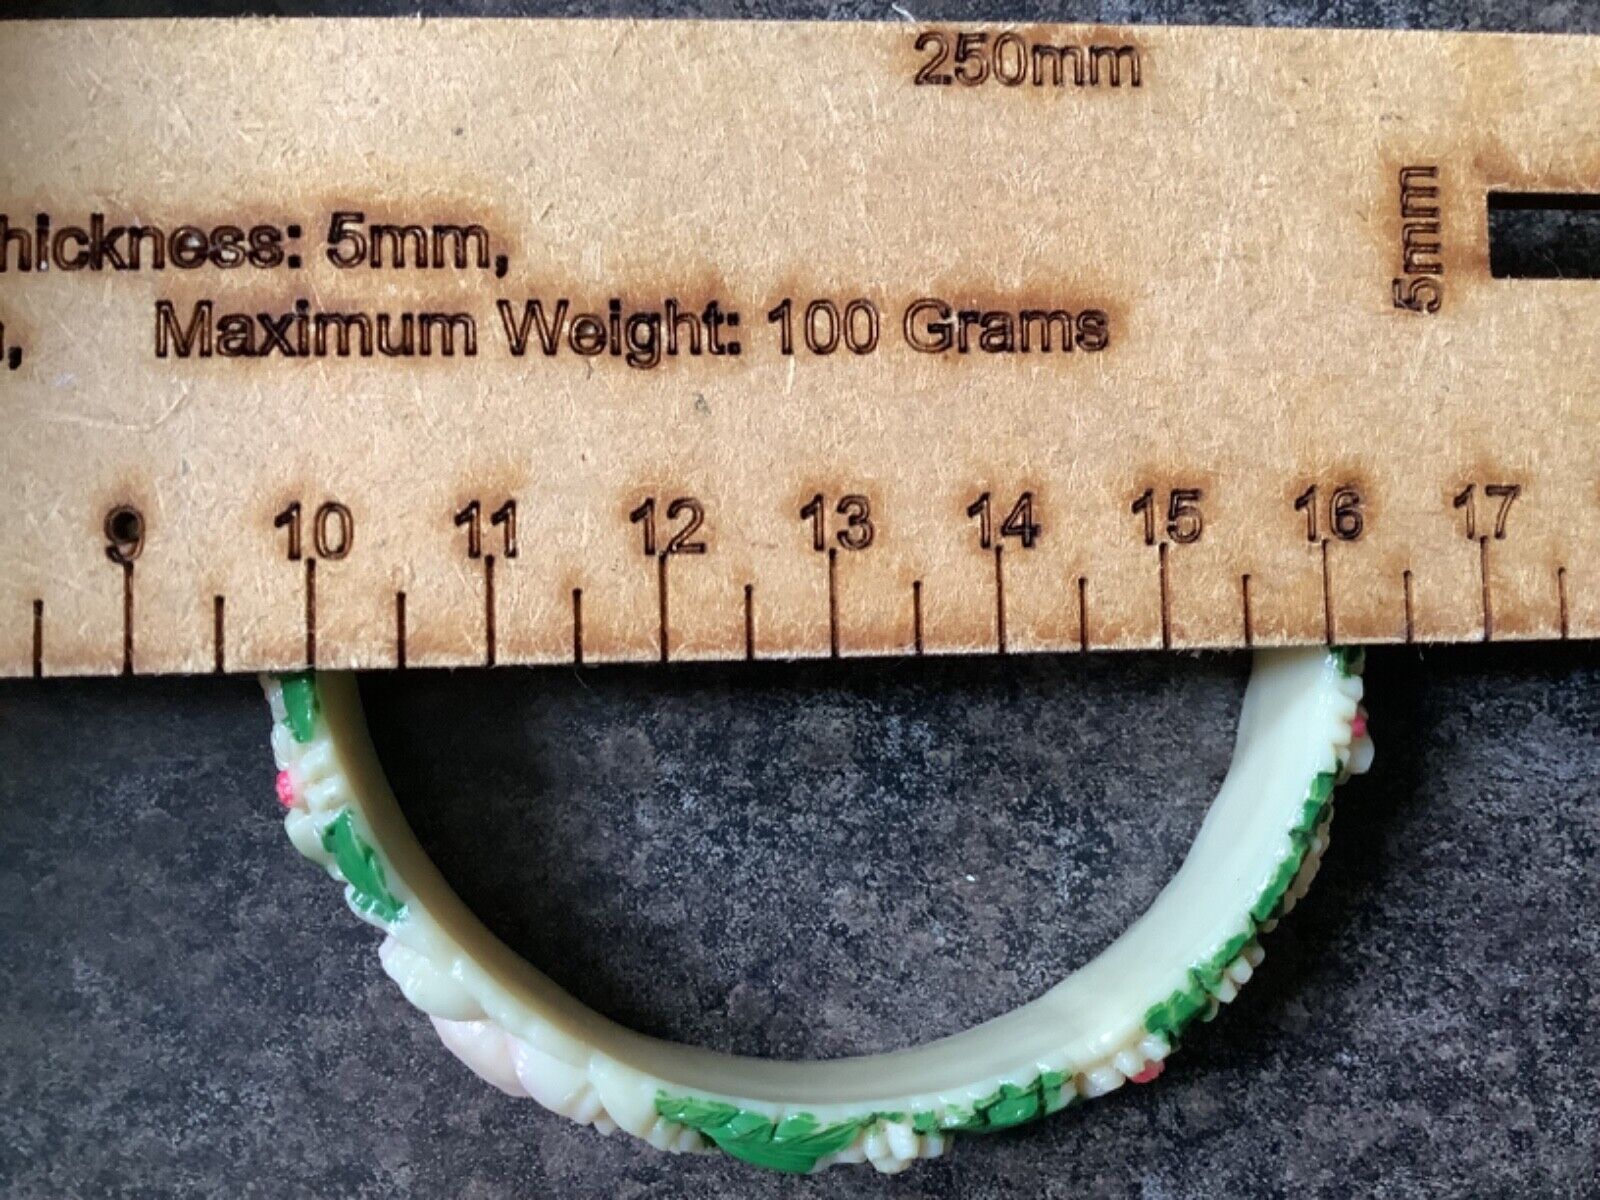 250mm
5mm
hickness: 5mm,
Maximum Weight: 100 Grams
9 10 11 12 13 14 15 16 17